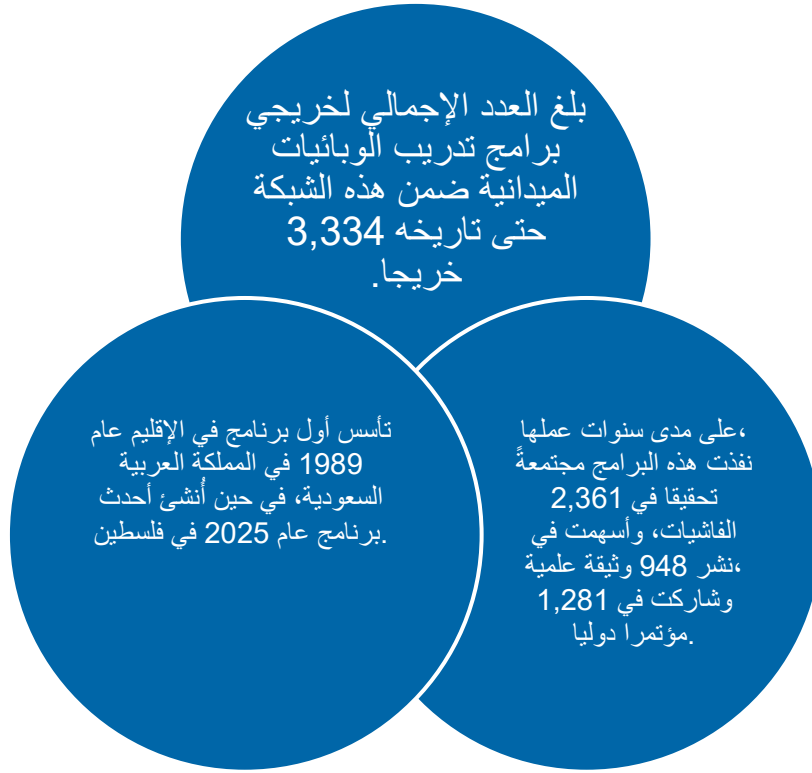 بلغ العدد الإجمالي لخريجي
برامج تدريب الوبائيات
الميدانية ضمن هذه الشبكة
حتى تاريخه 3,334
خريجا.
تأسس أول برنامج في الإقليم عام
1989 في المملكة العربية
السعودية، في حين أُنشئ أحدث
.برنامج عام 2025 في فلسطين
،على مدى سنوات عملها
نفذت هذه البرامج مجتمعةً
تحقيقا في 2,361
الفاشيات، وأسهمت في
،نشر 948 وثيقة علمية
وشاركت في 1,281
.مؤتمرا دوليا